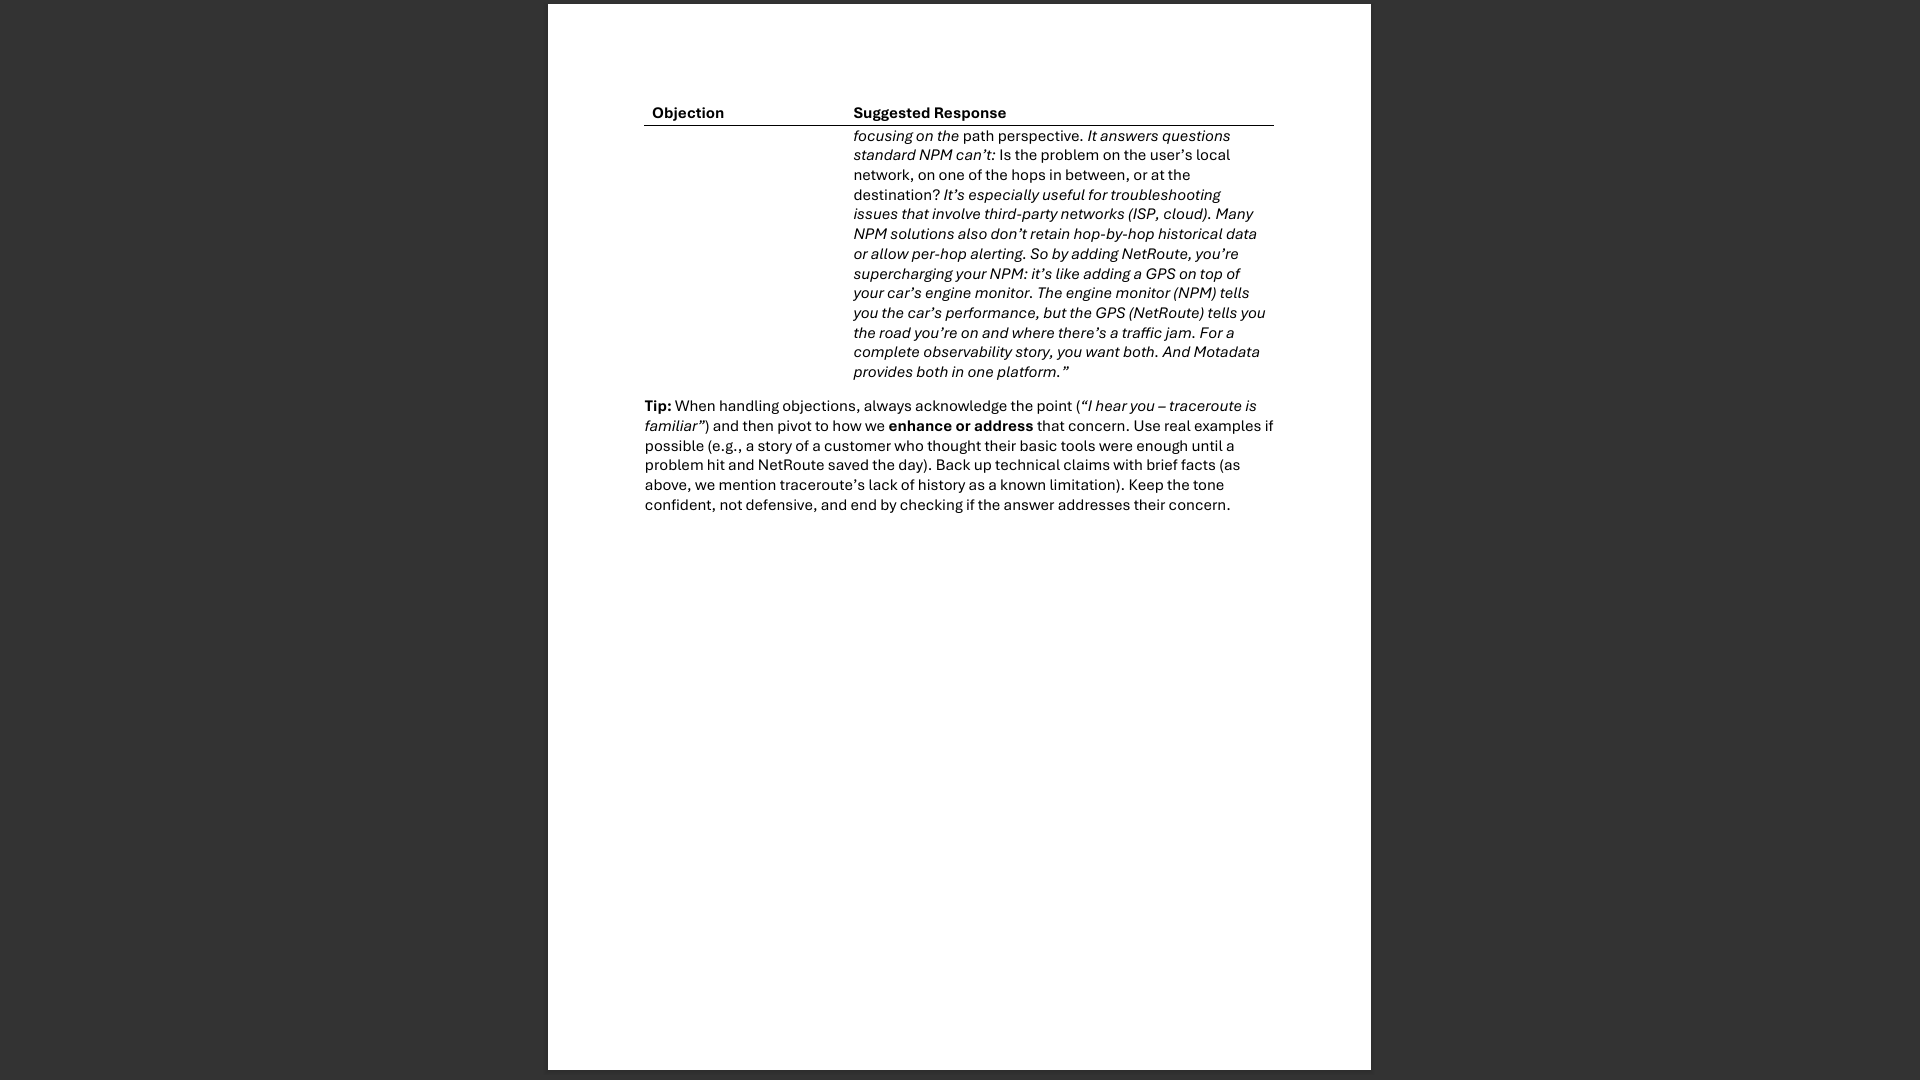 Objection Suggested Response
focusing on the path perspective. It answers questions
standard NPM can’t: Is the problem on the user’s local
network, on one of the hops in between, or at the
destination? It’s especially useful for troubleshooting
issues that involve third-party networks (ISP, cloud). Many
NPM solutions also don’t retain hop-by-hop historical data
or allow per-hop alerting. So by adding NetRoute, you’re
supercharging your NPM: it’s like adding a GPS on top of
your car’s engine monitor. The engine monitor (NPM) tells
you the car’s performance, but the GPS (NetRoute) tells you
the road you’re on and where there’s a traffic jam. For a
complete observability story, you want both. And Motadata
provides both in one platform.”
Tip: When handling objections, always acknowledge the point (“I hear you – traceroute is
familiar”) and then pivot to how we enhance or address that concern. Use real examples if
possible (e.g., a story of a customer who thought their basic tools were enough until a
problem hit and NetRoute saved the day). Back up technical claims with brief facts (as
above, we mention traceroute’s lack of history as a known limitation). Keep the tone
confident, not defensive, and end by checking if the answer addresses their concern.